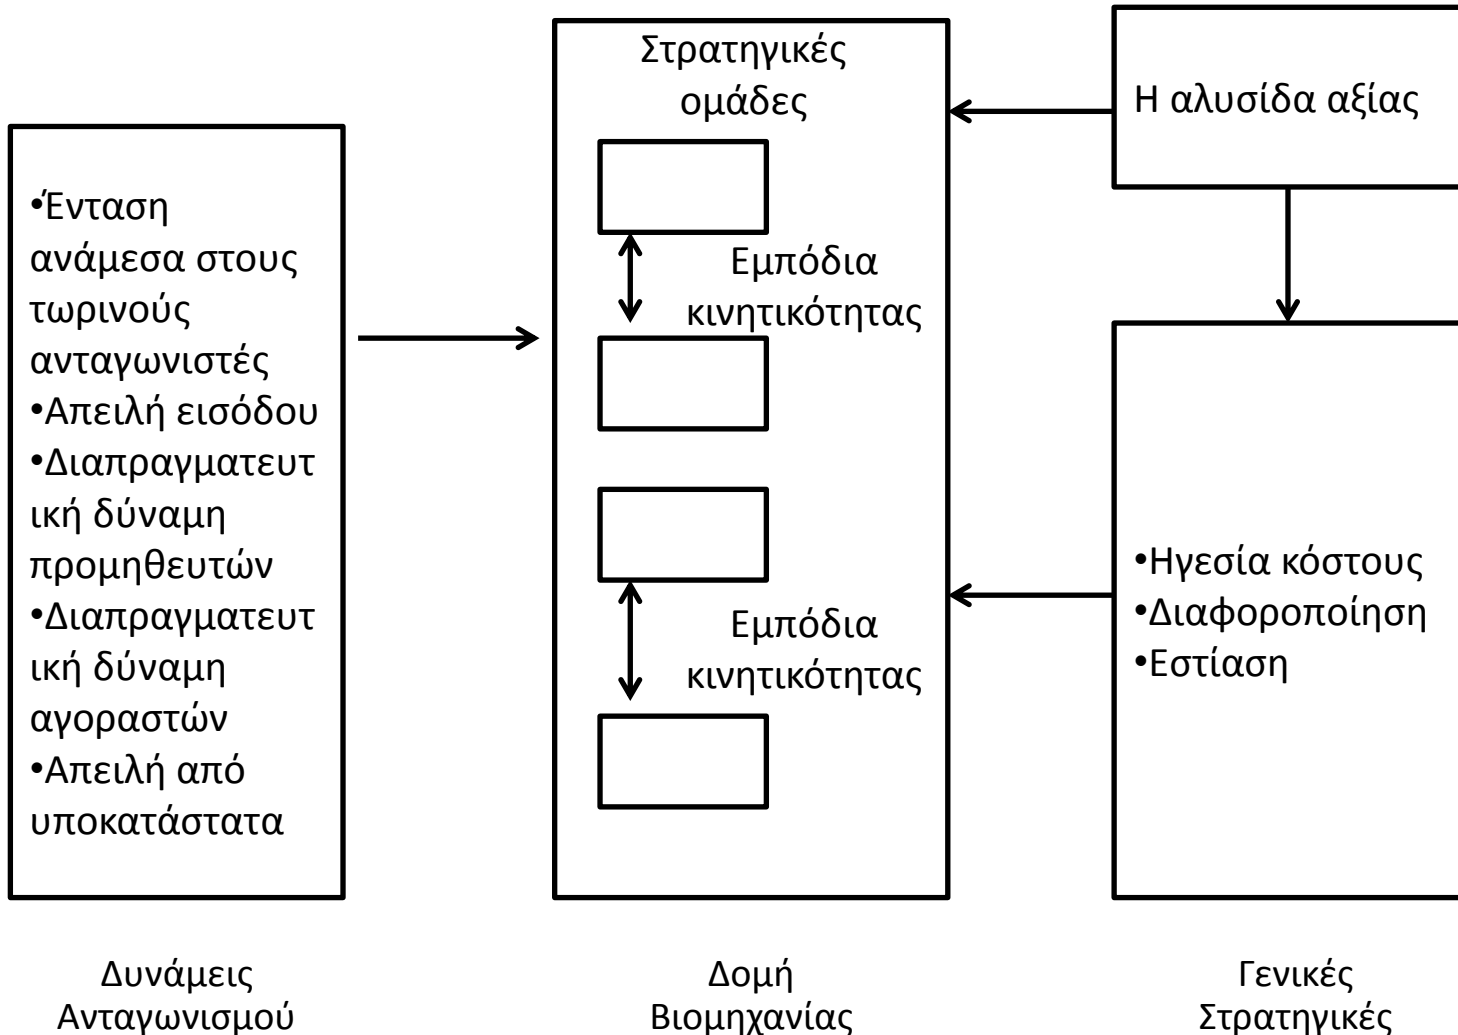 •Ένταση
ανάμεσα στους
τωρινούς
ανταγωνιστές
•Απειλή εισόδου
•Διαπραγματευτ
ική δύναμη
προμηθευτών
•Διαπραγματευτ
ική δύναμη
αγοραστών
•Απειλή από
υποκατάστατα
Δυνάμεις
Ανταγωνισμού
Στρατηγικές
ομάδες
Εμπόδια
κινητικότητας
Εμπόδια
κινητικότητας
Δομή
Βιομηχανίας
Η αλυσίδα αξίας
•Ηγεσία κόστους
•Διαφοροποίηση
•Εστίαση
Γενικές
Στρατηγικές